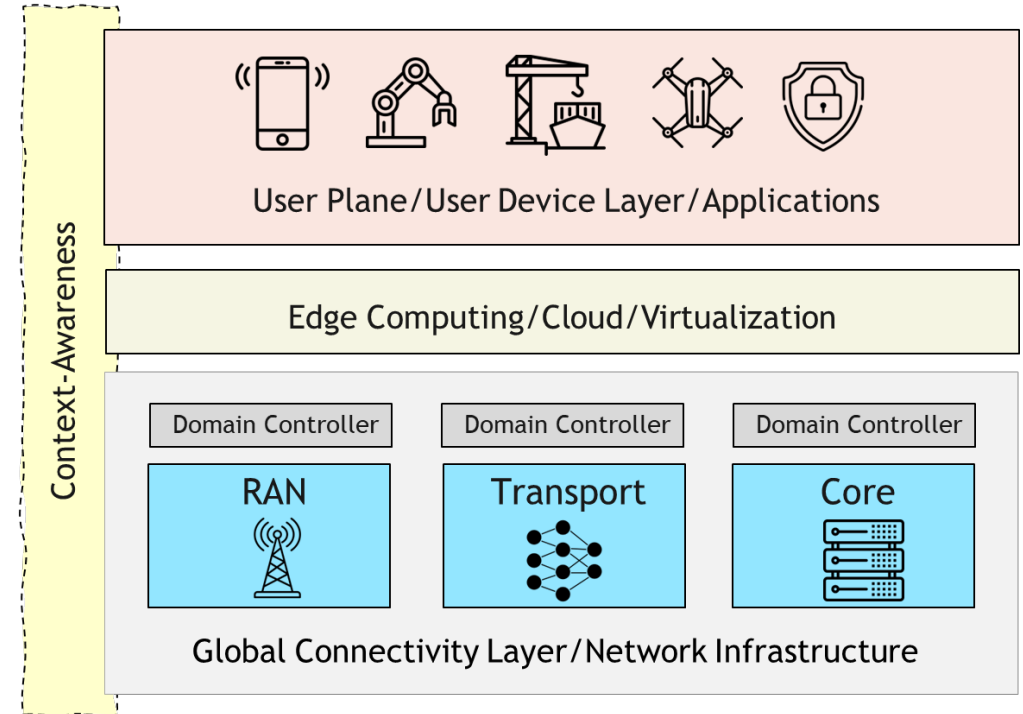 Context-Awareness
User Plane/User Device Layer/Applications
Edge Computing/Cloud/Virtualization
Domain Controller
Domain Controller
Domain Controller
RAN
Transport
Core
Global Connectivity Layer/Network Infrastructure